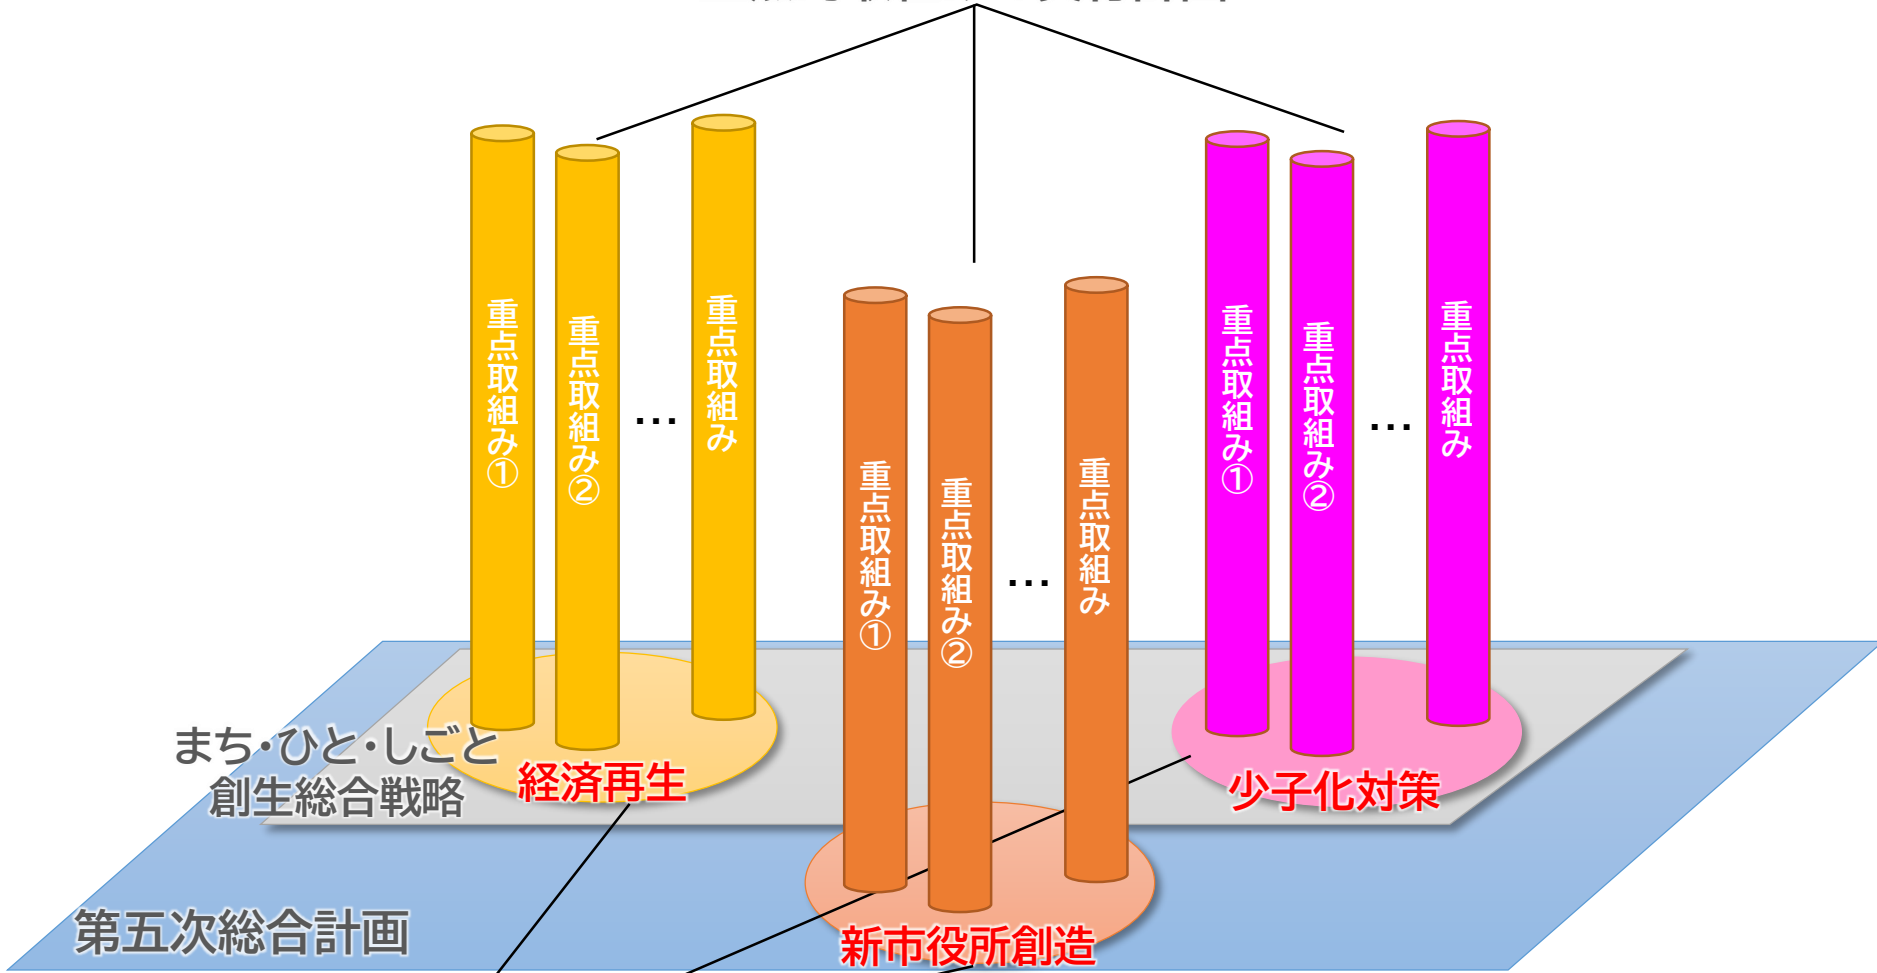 重点取組み①
重点取組み②
…
重点取組み
重点取組み①
重点取組み②
…
重点取組み
重点取組み①
重点取組み②
…
重点取組み
まち・ひと・しごと
創生総合戦略
経済再生
少子化対策
第五次総合計画
新市役所創造